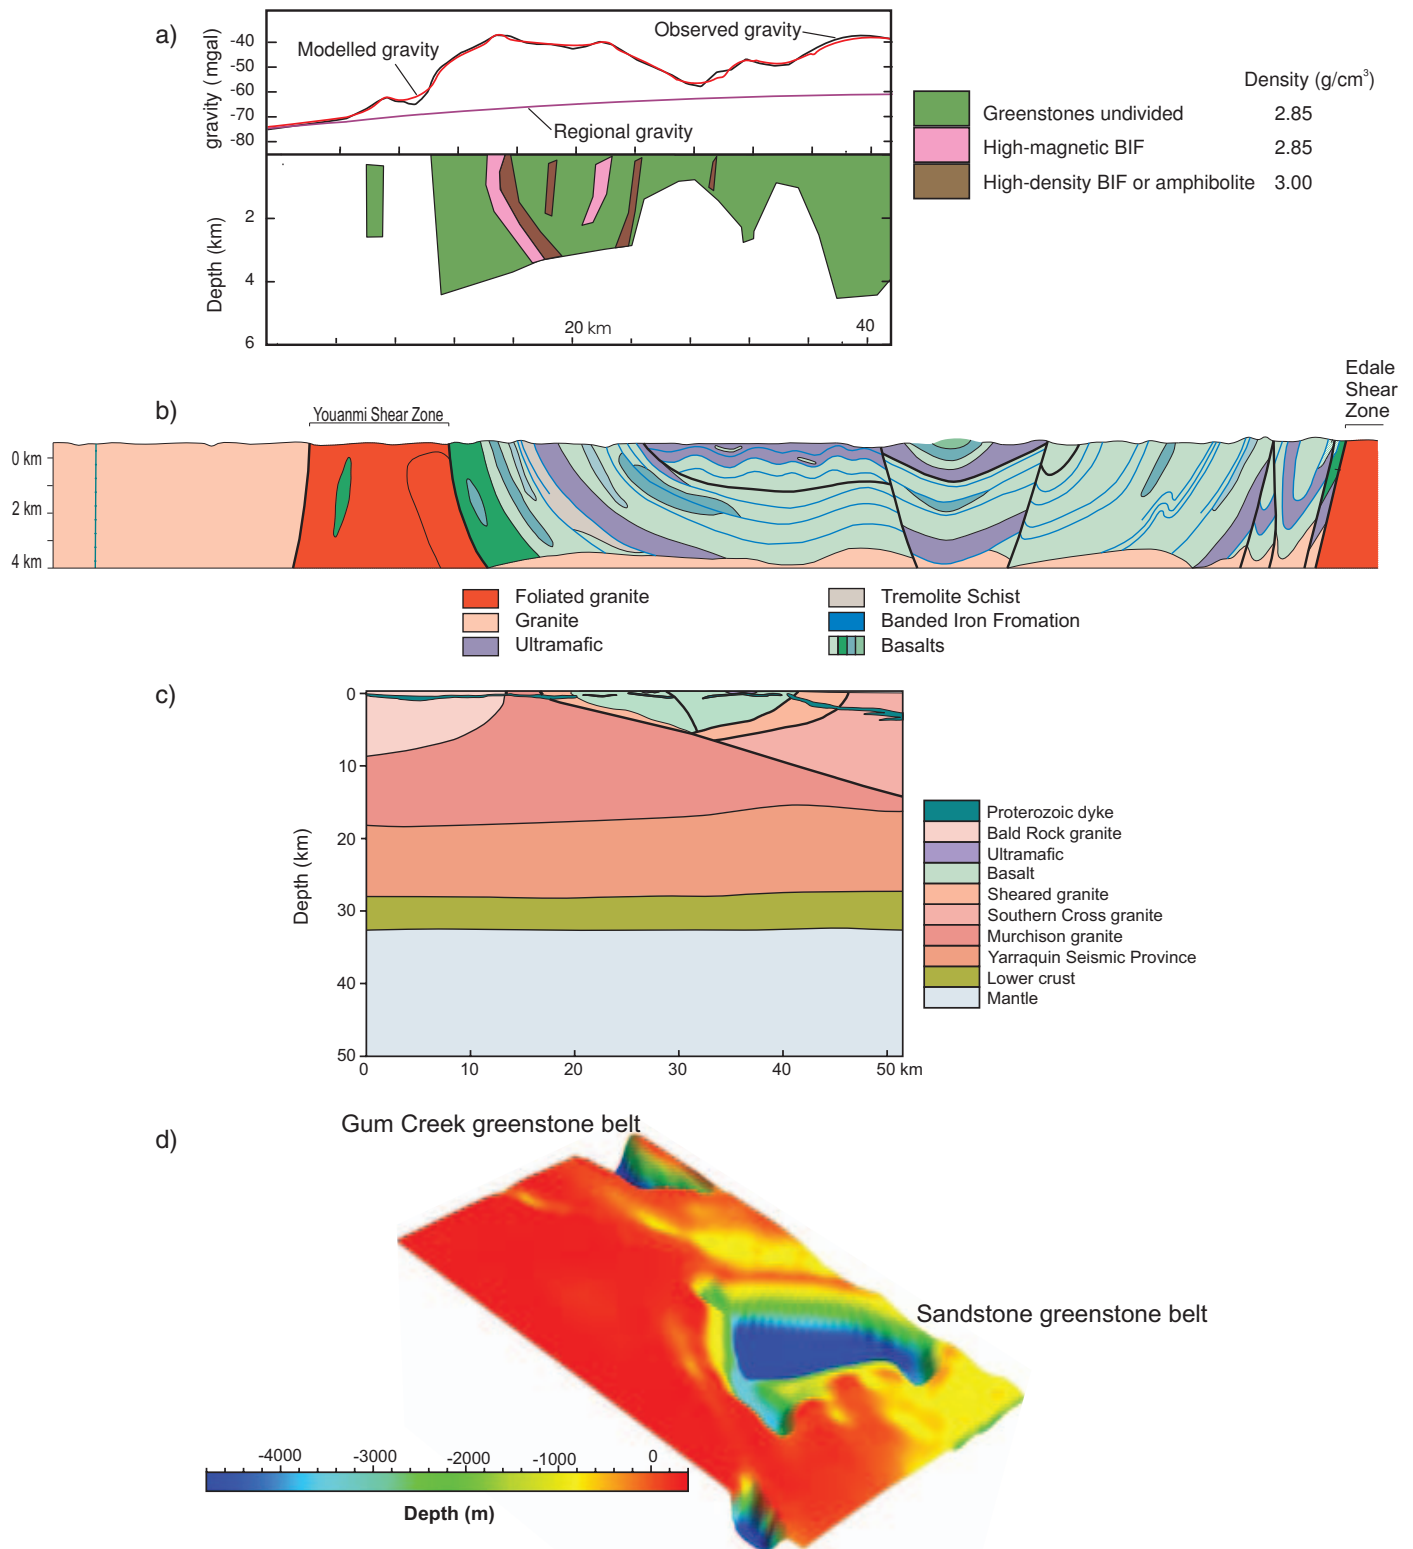 a)
gravity (mgal)
-40
-50
-60
-70
-80
Modelled gravity
Observed gravity
Regional gravity
Density (g/cm³)
Greenstones undivided 2.85
High-magnetic BIF 2.85
High-density BIF or amphibolite 3.00
Depth (km)
2
4
6
20 km
40
b)
Youanmi Shear Zone
Edale
Shear
Zone
0 km
2 km
4 km
Foliated granite
Granite
Ultramafic
Tremolite Schist
Banded Iron Fromation
Basalts
c)
Depth (km)
0
10
20
30
40
50
0 10 20 30 40 50 km
Proterozoic dyke
Bald Rock granite
Ultramafic
Basalt
Sheared granite
Southern Cross granite
Murchison granite
Yarraquin Seismic Province
Lower crust
Mantle
d)
Gum Creek greenstone belt
Sandstone greenstone belt
-4000 -3000 -2000 -1000 0
Depth (m)